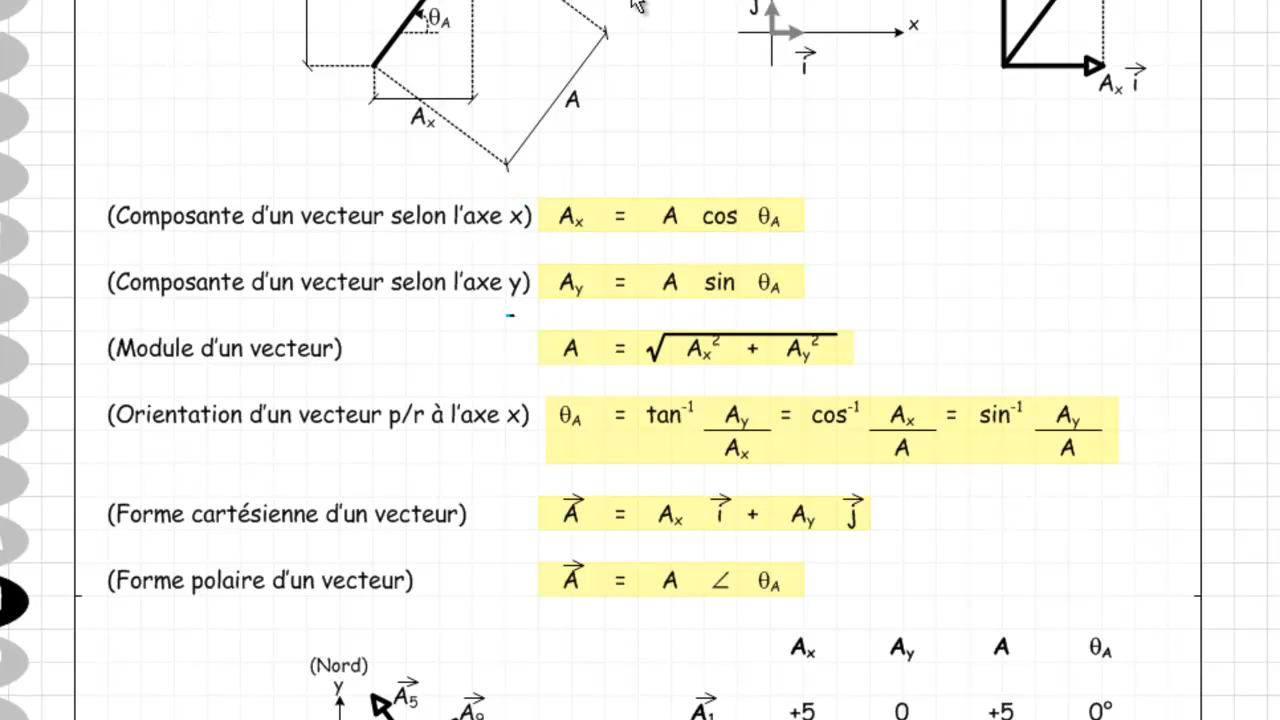 θA
j
x
i
Ax i
A
Ax
(Composante d'un vecteur selon l'axe x) Ax = A cos θA
(Composante d'un vecteur selon l'axe y) Ay = A sin θA
(Module d'un vecteur) A = √ Ax² + Ay²
(Orientation d'un vecteur p/r à l'axe x) θA = tan⁻¹ Ay/Ax = cos⁻¹ Ax/A = sin⁻¹ Ay/A
(Forme cartésienne d'un vecteur) A⃗ = Ax i⃗ + Ay j⃗
(Forme polaire d'un vecteur) A⃗ = A ∠ θA
Ax Ay A θA
(Nord)
y
A⃗5
A⃗1 +5 0 +5 0°